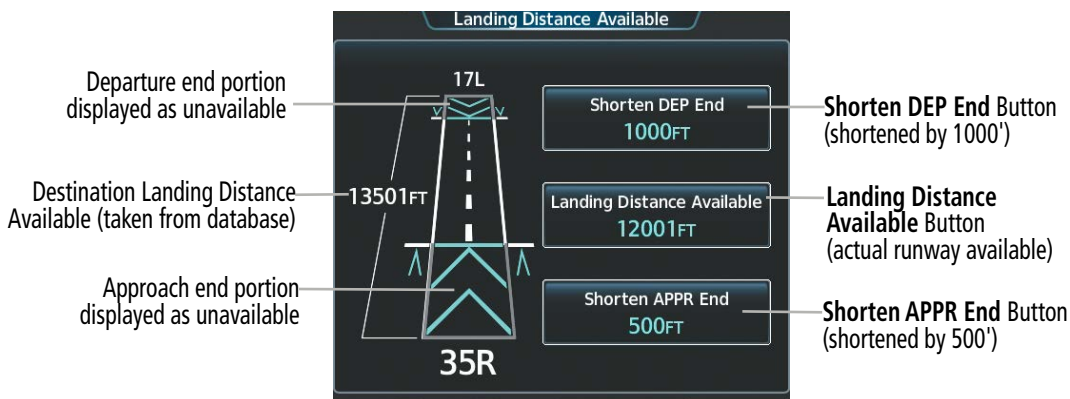 Landing Distance Available
Departure end portion
displayed as unavailable
Destination Landing Distance
Available (taken from database)
Approach end portion
displayed as unavailable
17L
13501FT
35R
Shorten DEP End
1000FT
Landing Distance Available
12001FT
Shorten APPR End
500FT
Shorten DEP End Button
(shortened by 1000')
Landing Distance
Available Button
(actual runway available)
Shorten APPR End Button
(shortened by 500')